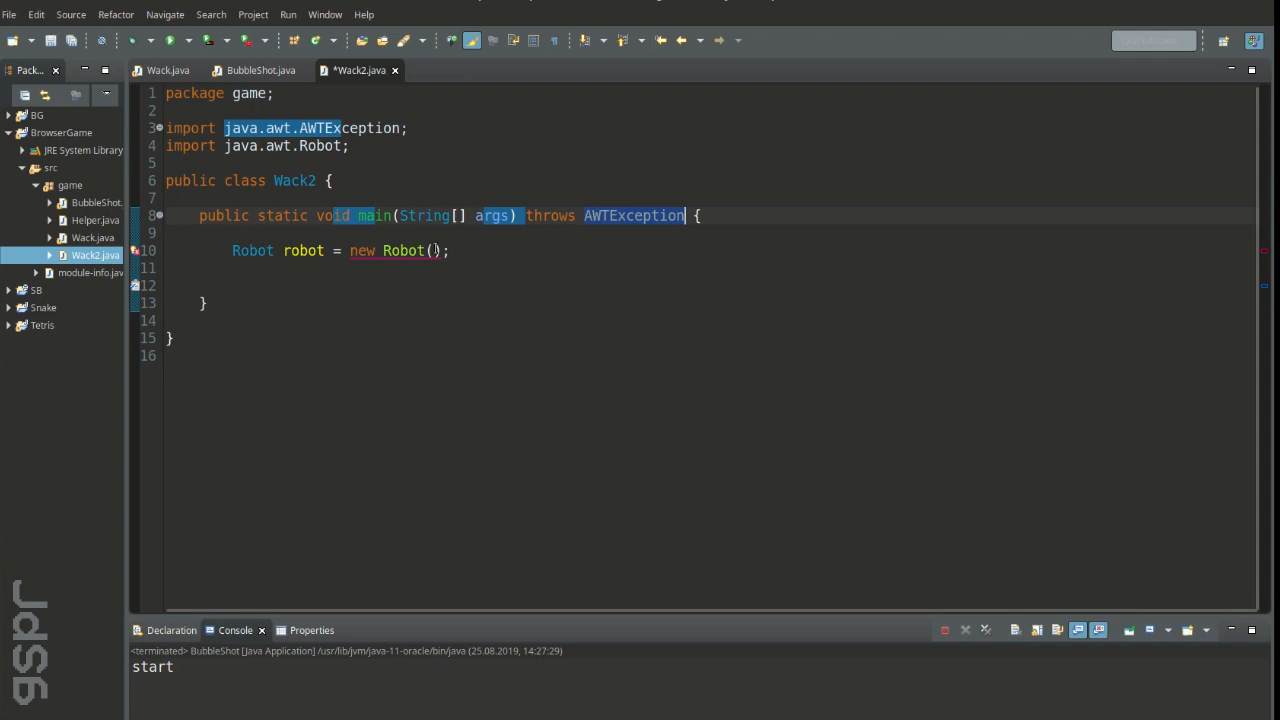 File Edit Source Refactor Navigate Search Project Run Window Help
Pack...
Wack.java BubbleShot.java *Wack2.java
BG
BrowserGame
JRE System Library
src
game
BubbleShot.
Helper.java
Wack.java
Wack2.java
module-info.jav
SB
Snake
Tetris
1 package game;
2
3 import java.awt.AWTException;
4 import java.awt.Robot;
5
6 public class Wack2 {
7
8 public static void main(String[] args) throws AWTException {
9
10 Robot robot = new Robot();
11
12
13 }
14
15 }
16
Declaration Console Properties
<terminated> BubbleShot [Java Application] /usr/lib/jvm/java-11-oracle/bin/java (25.08.2019, 14:27:29)
start